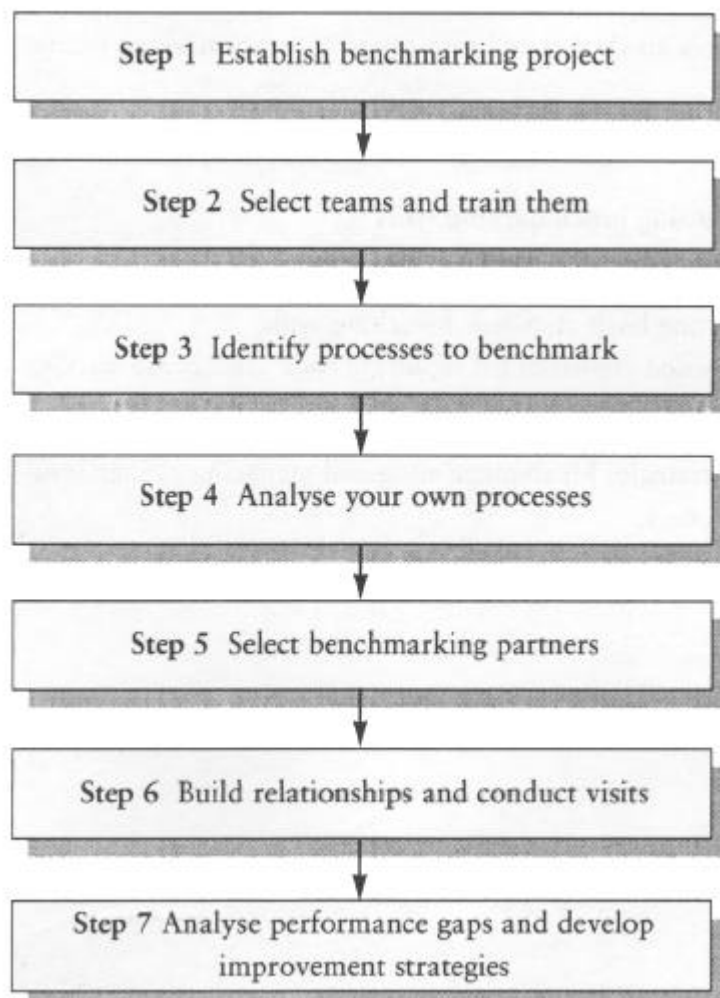 Step 1 Establish benchmarking project
Step 2 Select teams and train them
Step 3 Identify processes to benchmark
Step 4 Analyse your own processes
Step 5 Select benchmarking partners
Step 6 Build relationships and conduct visits
Step 7 Analyse performance gaps and develop
improvement strategies